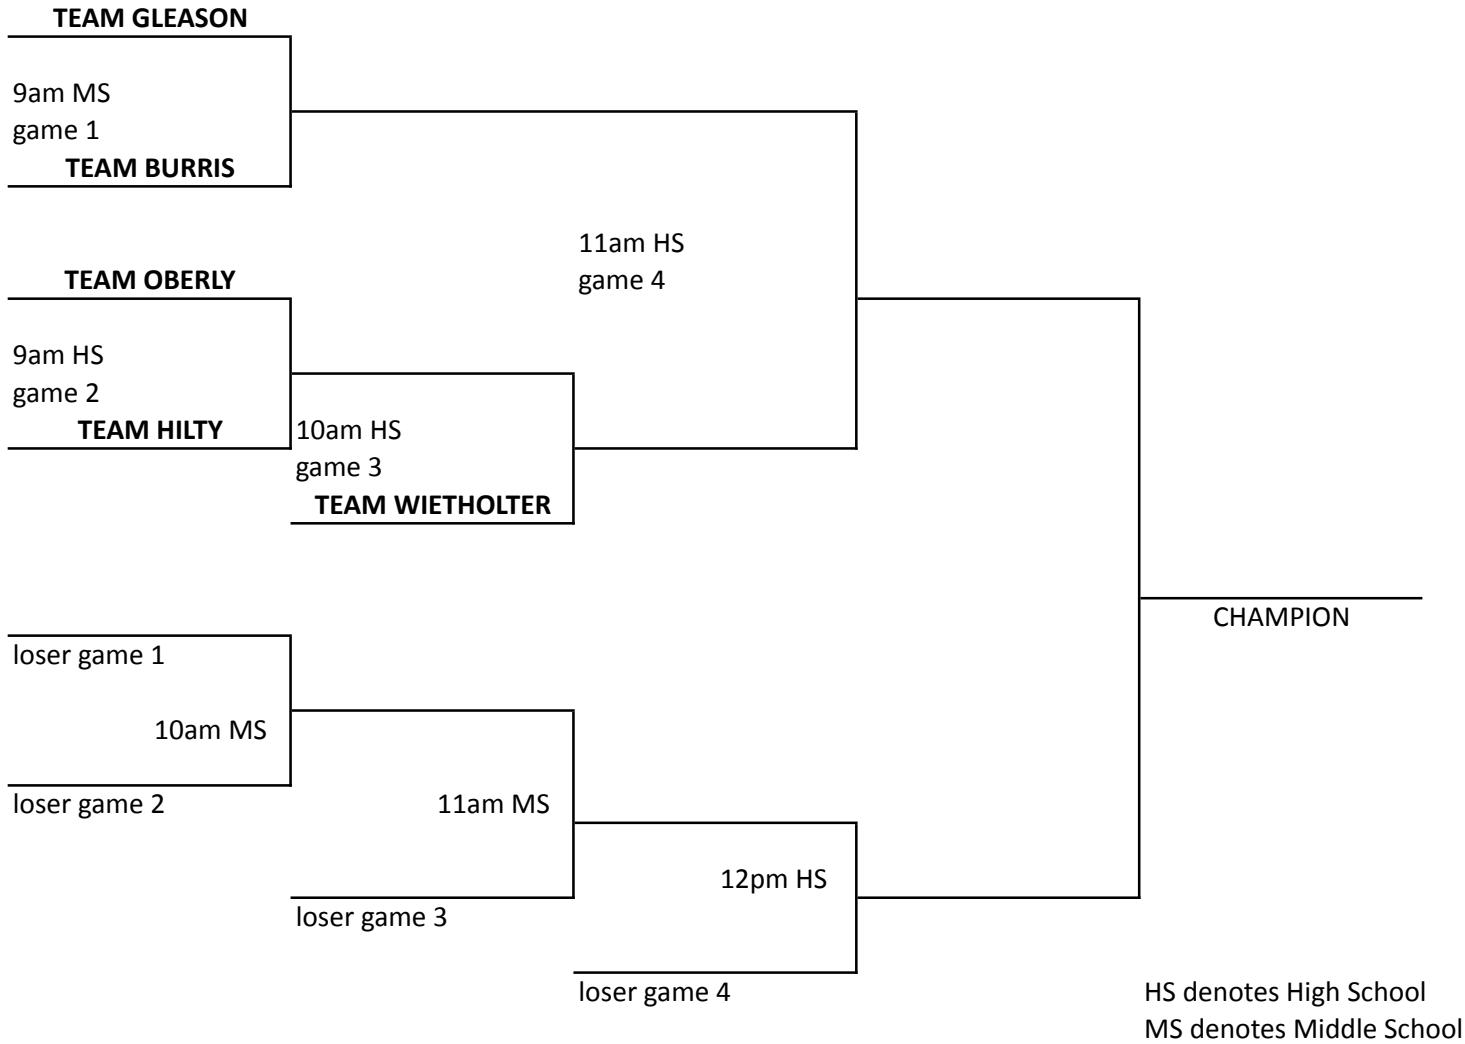 TEAM GLEASON
9am MS
game 1
TEAM BURRIS
11am HS
game 4
TEAM OBERLY
9am HS
game 2
TEAM HILTY
10am HS
game 3
TEAM WIETHOLTER
CHAMPION
loser game 1
10am MS
loser game 2
11am MS
12pm HS
loser game 3
loser game 4
HS denotes High School
MS denotes Middle School